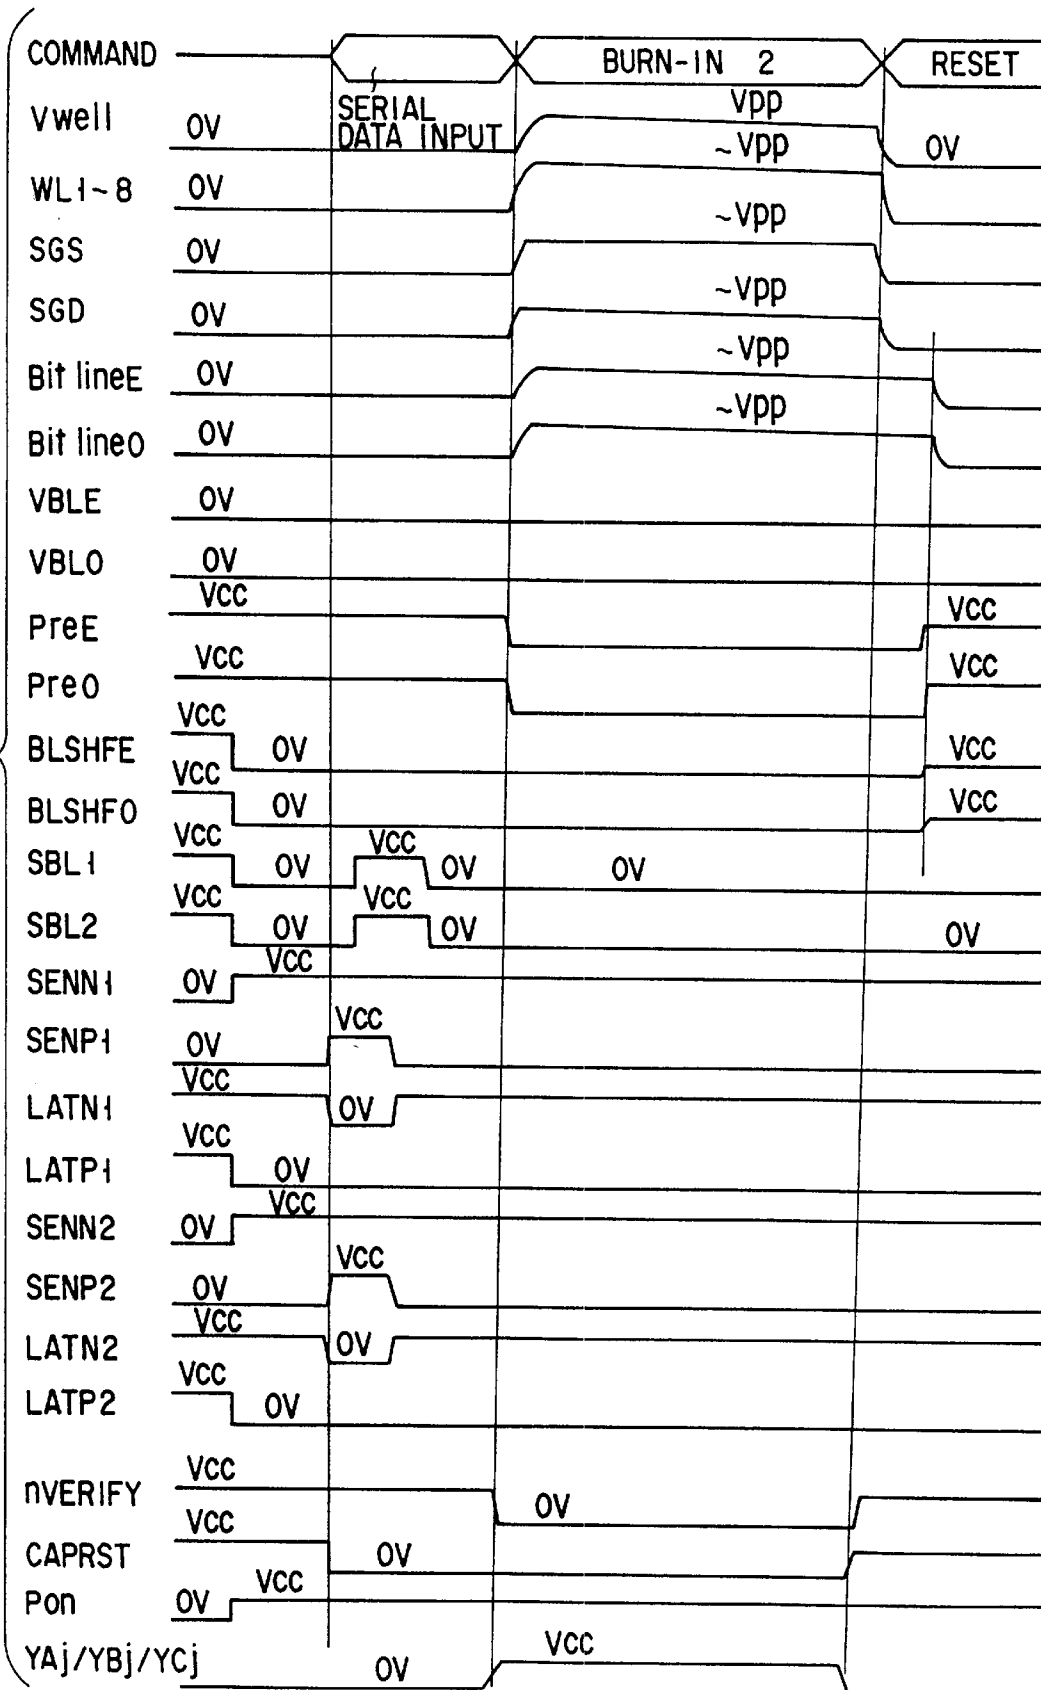 COMMAND BURN-IN 2 RESET
SERIAL
DATA INPUT
Vwell 0V Vpp 0V
WL1~8 0V ~Vpp
SGS 0V ~Vpp
SGD 0V ~Vpp
Bit lineE 0V ~Vpp
Bit lineO 0V ~Vpp
VBLE 0V
VBLO 0V
PreE Vcc Vcc
PreO Vcc Vcc
BLSHFE Vcc 0V Vcc
BLSHFO Vcc 0V Vcc
SBL1 Vcc 0V Vcc 0V 0V
SBL2 Vcc 0V Vcc 0V 0V
SENN1 0V Vcc
SENP1 0V Vcc
LATN1 Vcc 0V
LATP1 Vcc 0V
SENN2 0V Vcc
SENP2 0V Vcc
LATN2 Vcc 0V
LATP2 Vcc 0V
nVERIFY Vcc 0V
CAPRST Vcc 0V
Pon 0V Vcc
YAj/YBj/YCj 0V Vcc